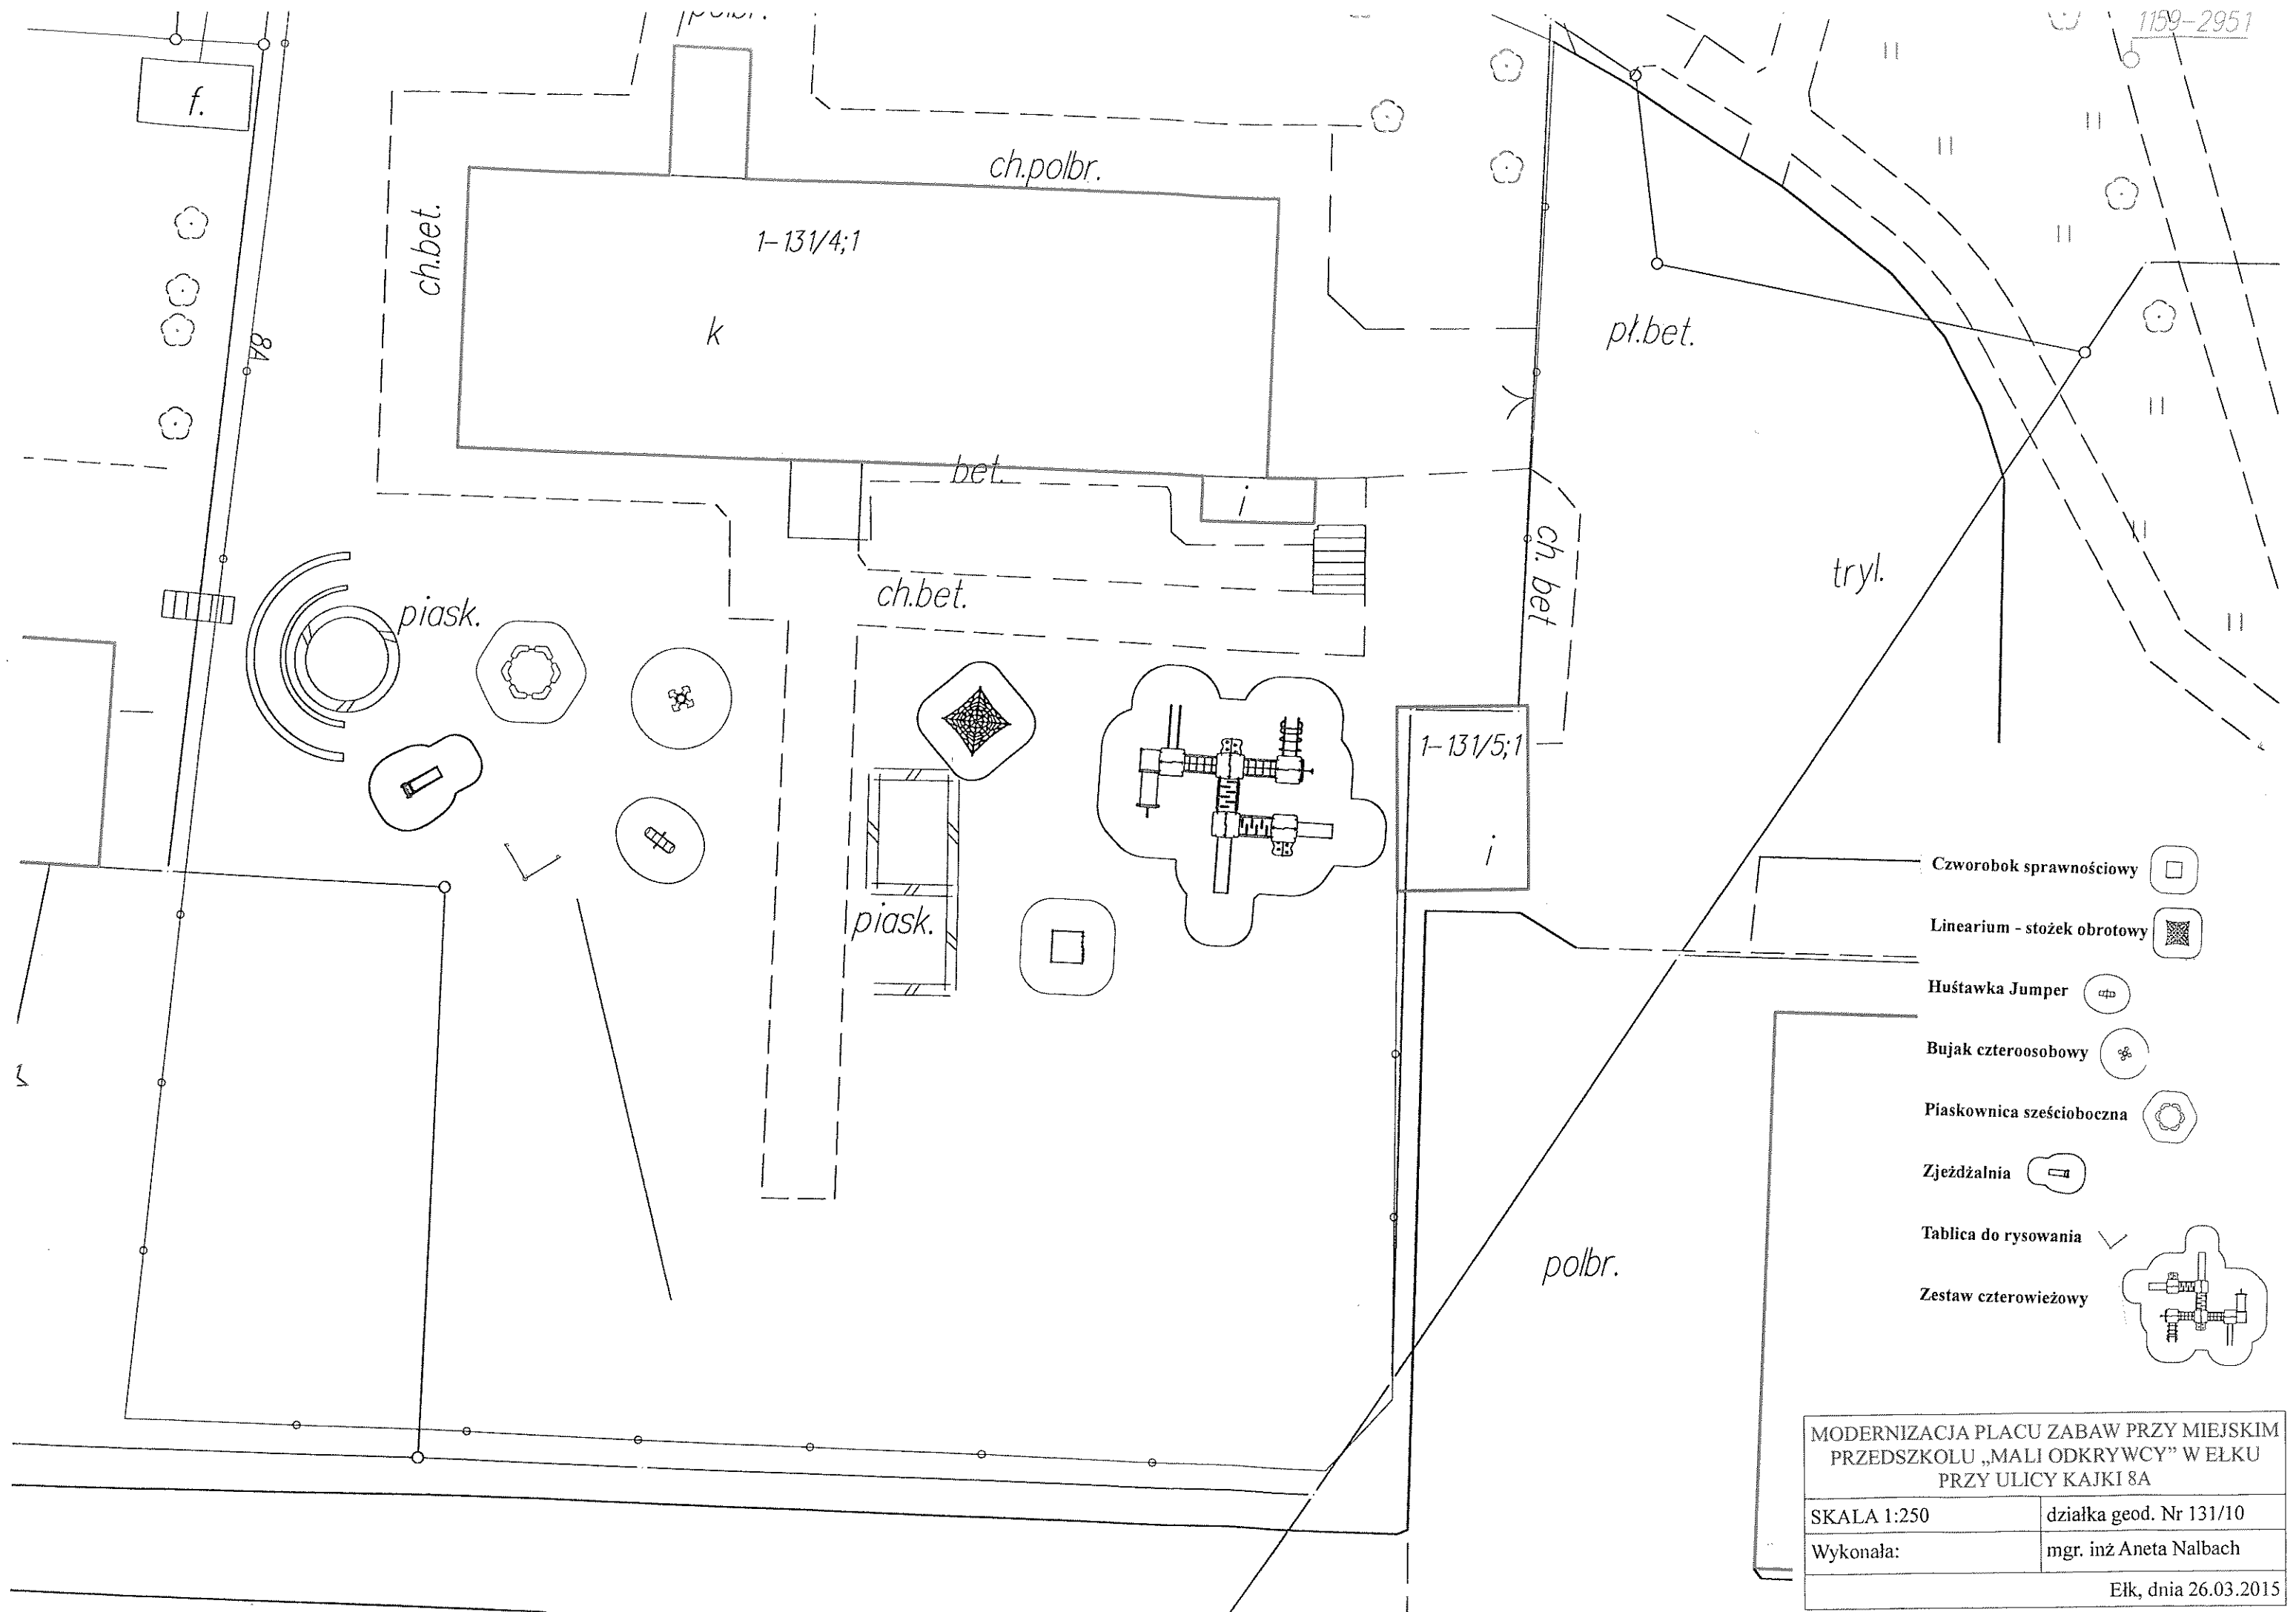 polbr.
1159-2951
f.
ch.polbr.
ch.bet.
1-131/4;1
k
8A
pł.bet.
bet.
i
ch.bet.
ch. bet
tryl.
piask.
1-131/5;1
i
piask.
polbr.
Czworobok sprawnościowy
Linearium - stożek obrotowy
Huśtawka Jumper
Bujak czteroosobowy
Piaskownica sześcioboczna
Zjeżdżalnia
Tablica do rysowania
Zestaw czterowieżowy
MODERNIZACJA PLACU ZABAW PRZY MIEJSKIM
PRZEDSZKOLU „MALI ODKRYWCY” W EŁKU
PRZY ULICY KAJKI 8A
SKALA 1:250
działka geod. Nr 131/10
Wykonała:
mgr. inż Aneta Nalbach
Ełk, dnia 26.03.2015